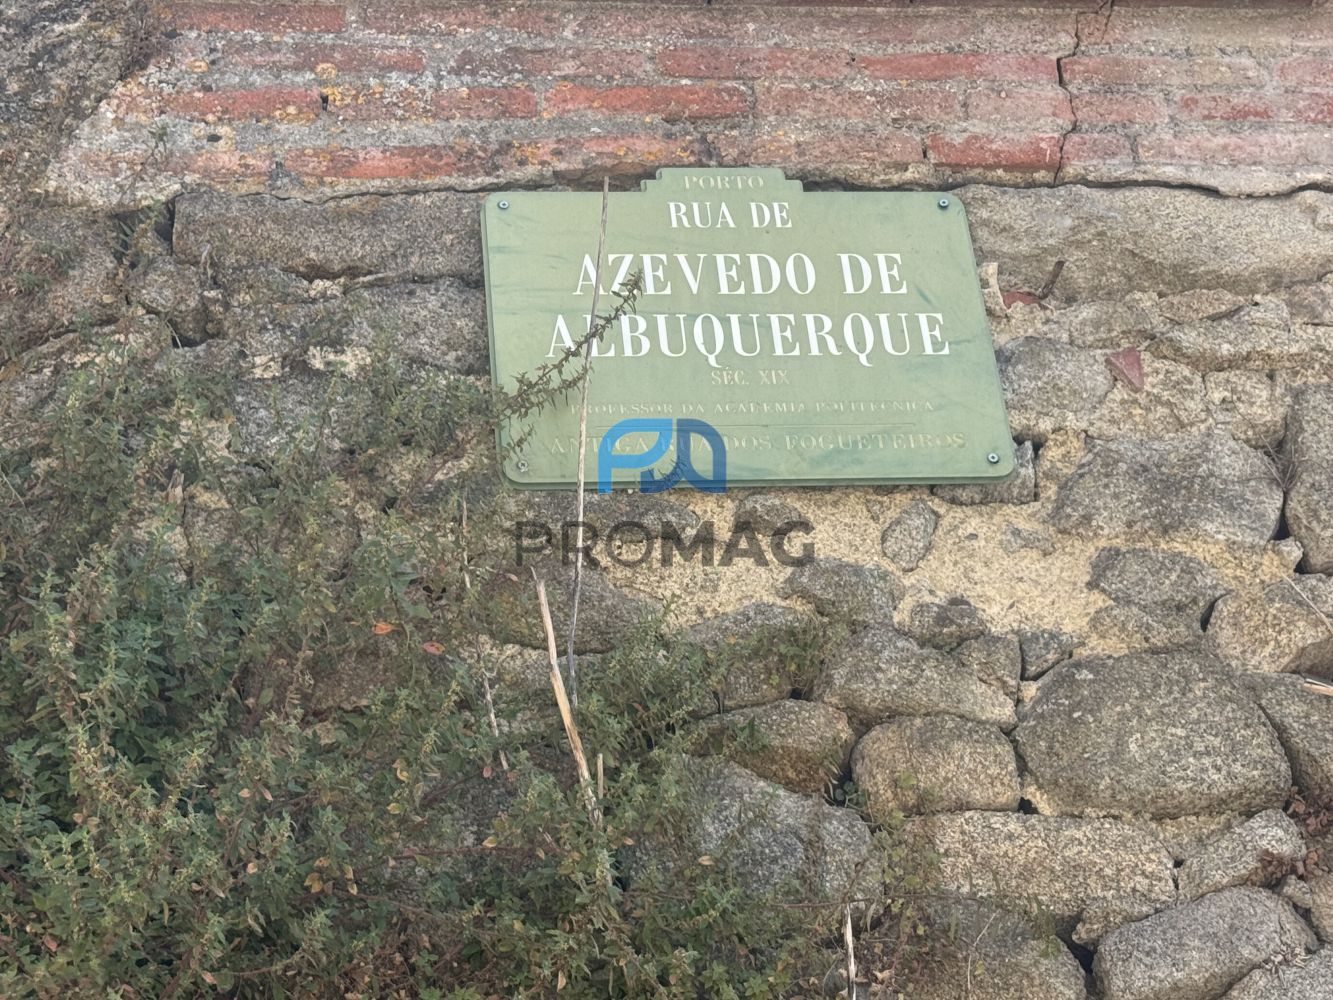 PORTO
RUA DE
AZEVEDO DE
ALBUQUERQUE
SÉC. XIX
PROFESSOR DA ACADEMIA POLITÉCNICA
ANTIGA RUA DOS FOGUETEIROS
PROMAG